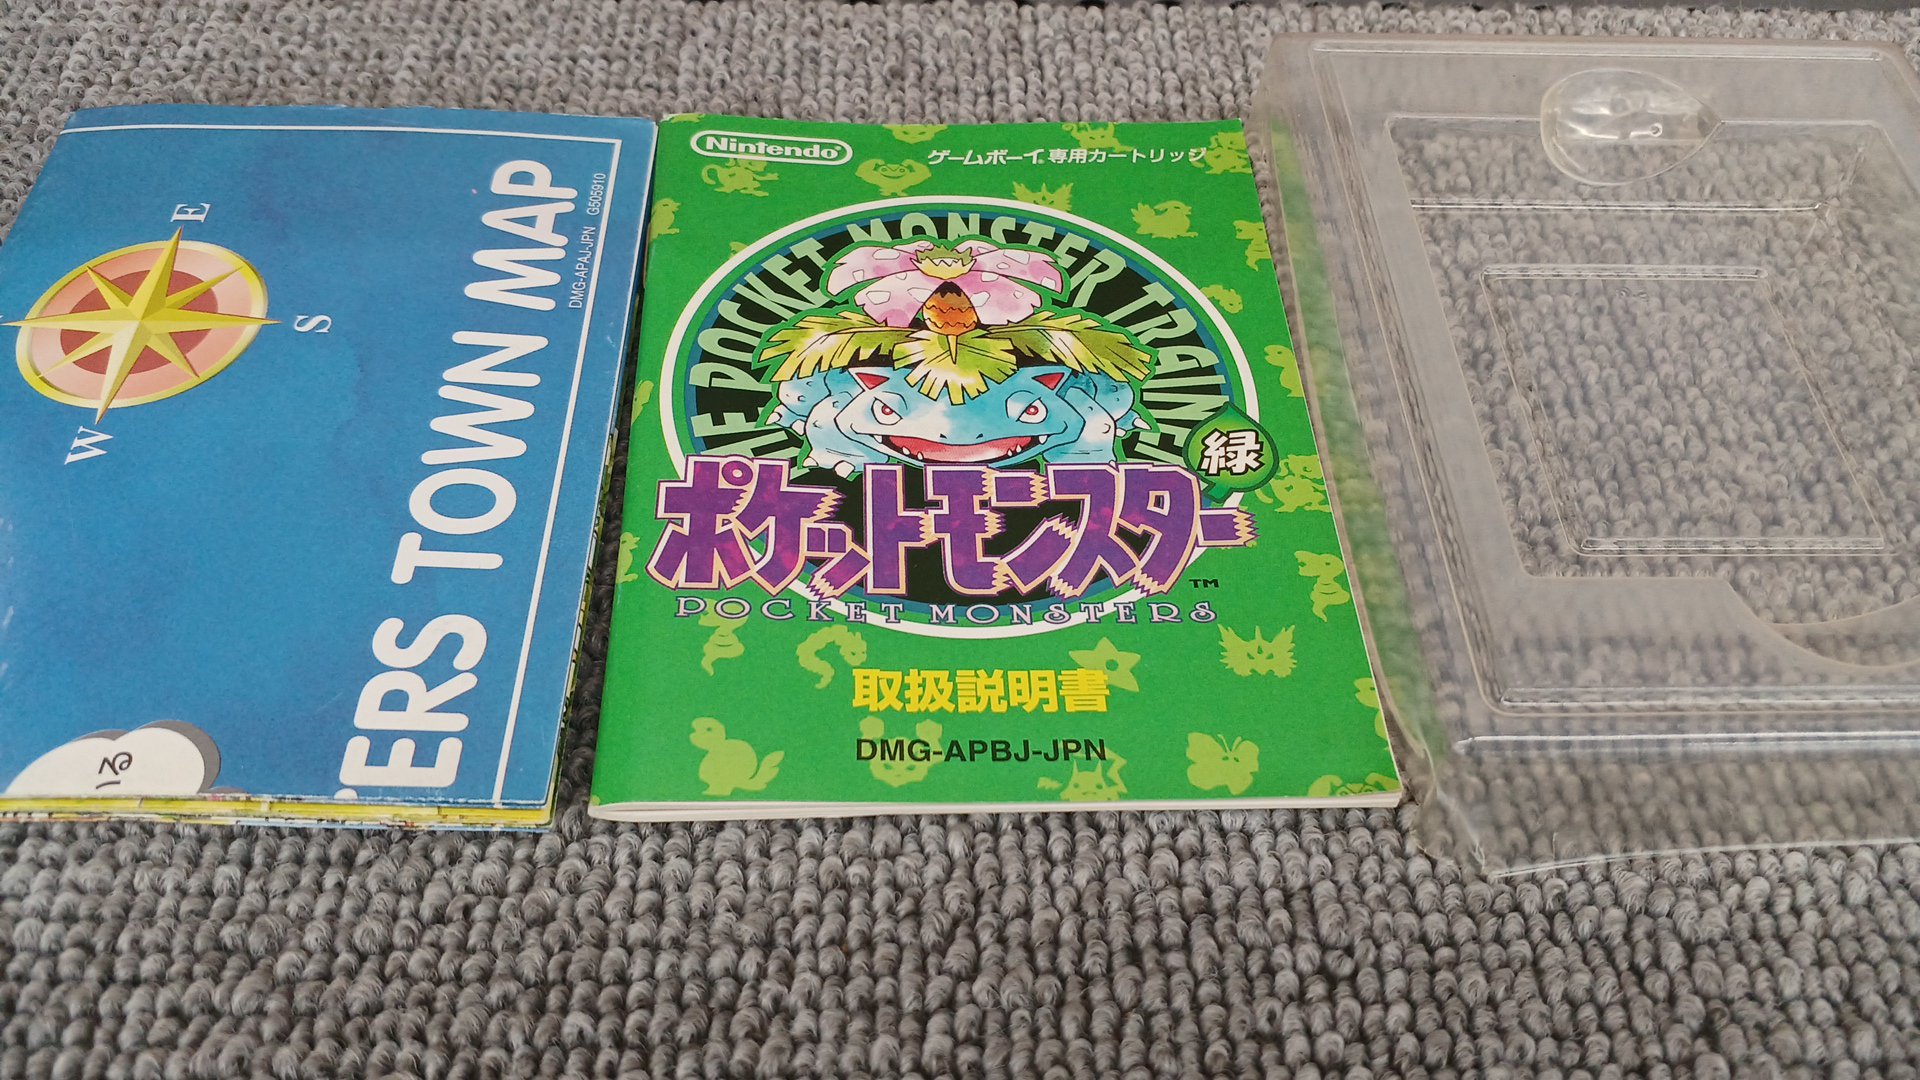 E
S
W
'ERS TOWN MAP
DMG-APAJ-JPN G505910
Nintendo®
ゲームボーイ®専用カートリッジ
THE POCKET MONSTER TRAINER
緑
ポケットモンスター
TM
POCKET MONSTERS
取扱説明書
DMG-APBJ-JPN